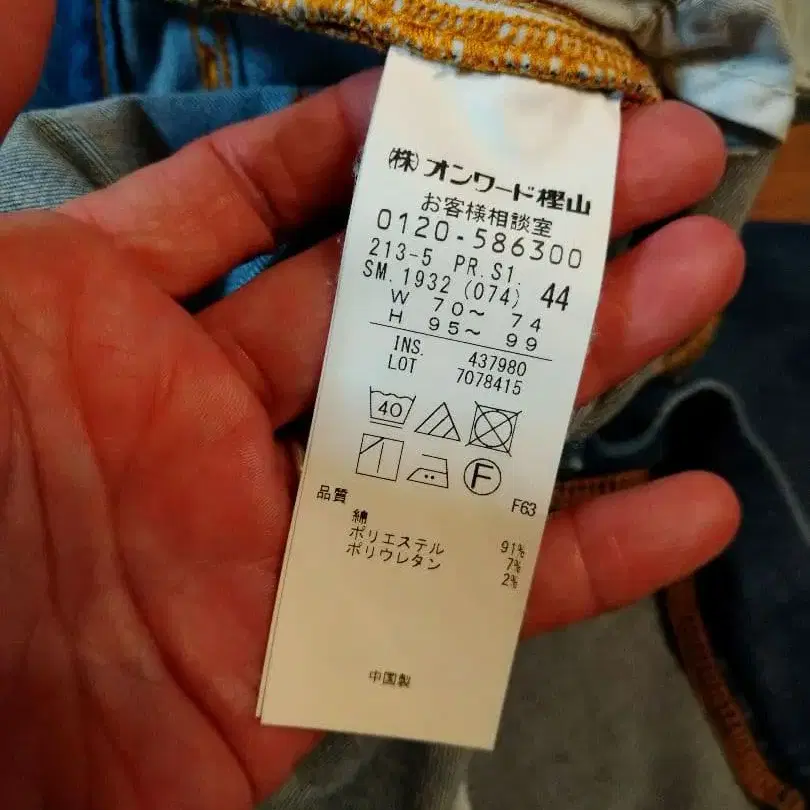 (株)オンワード樫山
お客様相談室
0120-586300
213-5 PR.S1.
SM.1932 (074) 44
W 70~ 74
H 95~ 99
INS. 437980
LOT 7078415
40
F
品質 F63
綿 91%
ポリエステル 7%
ポリウレタン 2%
中国製